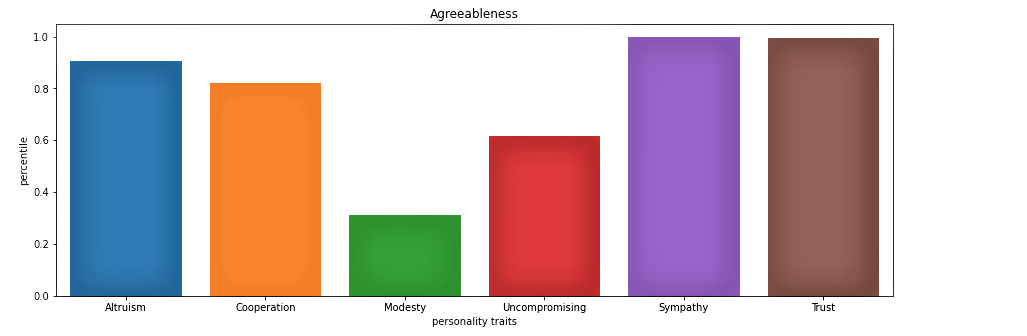 Agreeableness
percentile
1.0
0.8
0.6
0.4
0.2
0.0
Altruism Cooperation Modesty Uncompromising Sympathy Trust
personality traits